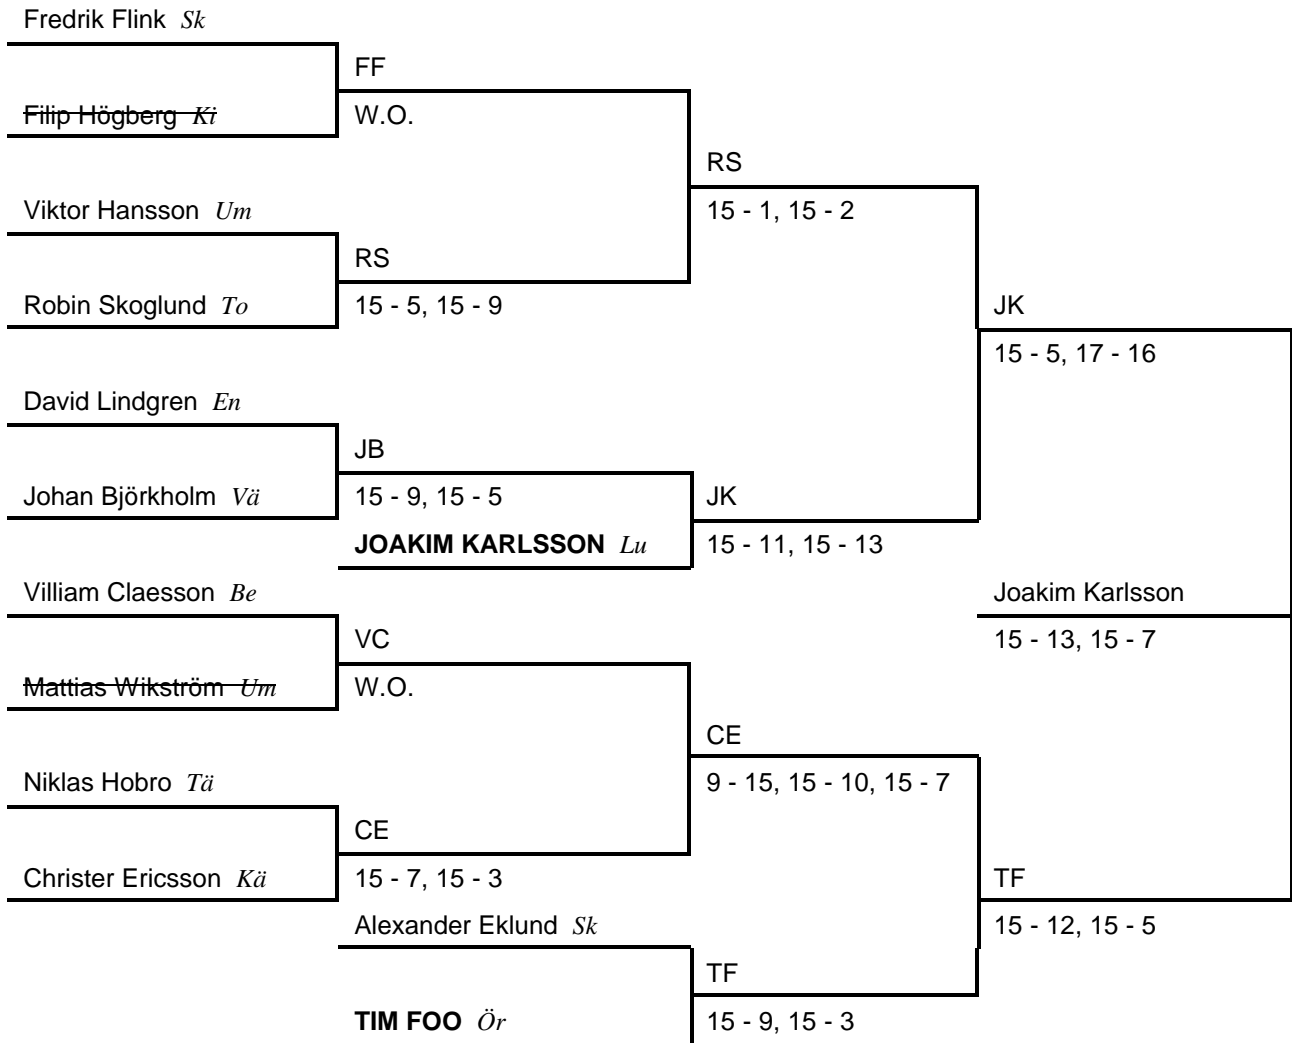 Fredrik Flink Sk
FF
Filip Högberg Ki
W.O.
RS
Viktor Hansson Um
15 - 1, 15 - 2
RS
Robin Skoglund To
15 - 5, 15 - 9
JK
15 - 5, 17 - 16
David Lindgren En
JB
Johan Björkholm Vä
15 - 9, 15 - 5
JK
JOAKIM KARLSSON Lu
15 - 11, 15 - 13
Villiam Claesson Be
Joakim Karlsson
VC
15 - 13, 15 - 7
Mattias Wikström Um
W.O.
CE
Niklas Hobro Tä
9 - 15, 15 - 10, 15 - 7
CE
Christer Ericsson Kä
15 - 7, 15 - 3
TF
Alexander Eklund Sk
15 - 12, 15 - 5
TF
TIM FOO Ör
15 - 9, 15 - 3